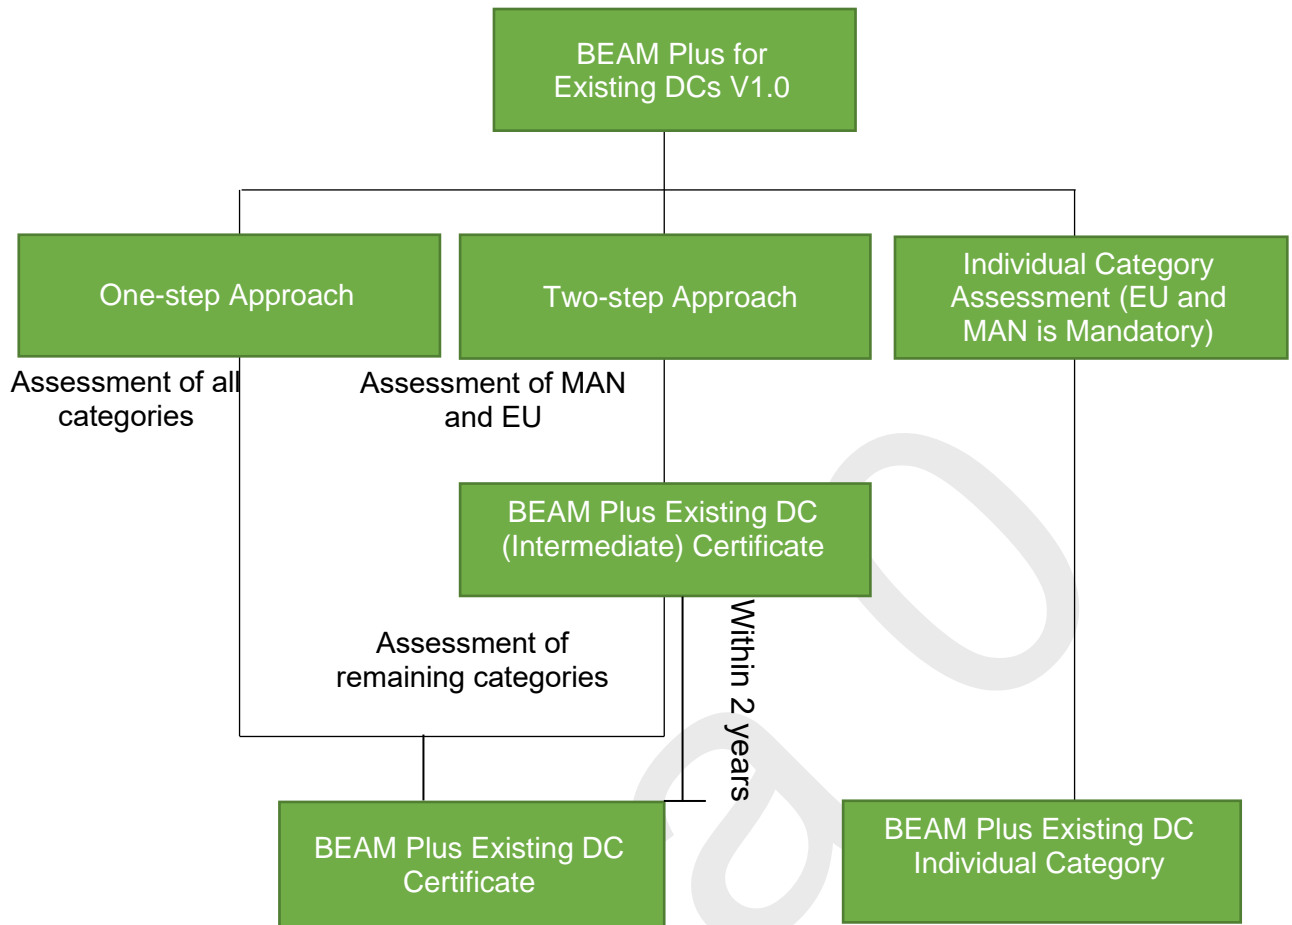 BEAM Plus for
Existing DCs V1.0
One-step Approach
Two-step Approach
Individual Category
Assessment (EU and
MAN is Mandatory)
Assessment of all
categories
Assessment of MAN
and EU
BEAM Plus Existing DC
(Intermediate) Certificate
Assessment of
remaining categories
Within 2 years
BEAM Plus Existing DC
Certificate
BEAM Plus Existing DC
Individual Category